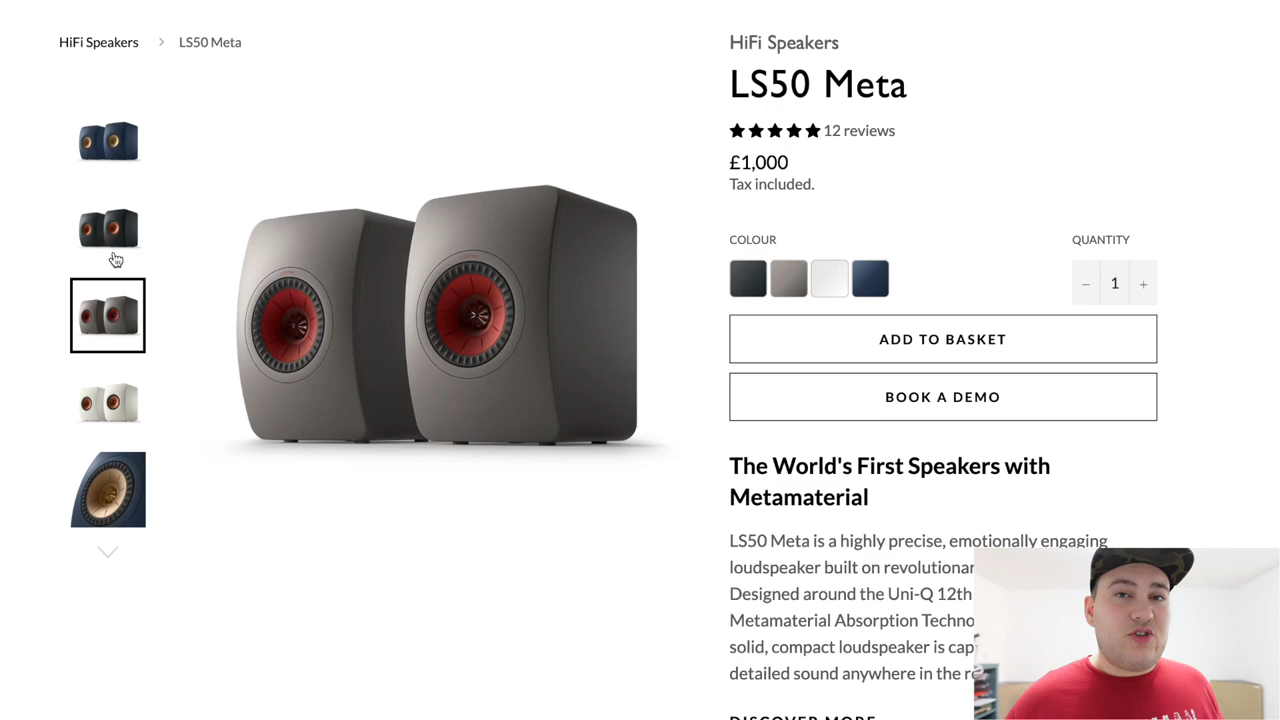 HiFi Speakers > LS50 Meta
HiFi Speakers
LS50 Meta
12 reviews
£1,000
Tax included.
COLOUR
QUANTITY
− 1 +
ADD TO BASKET
BOOK A DEMO
The World's First Speakers with
Metamaterial
LS50 Meta is a highly precise, emotionally engaging
loudspeaker built on revolutionar
Designed around the Uni-Q 12th
Metamaterial Absorption Techno
solid, compact loudspeaker is cap
detailed sound anywhere in the r
DISCOVER MORE